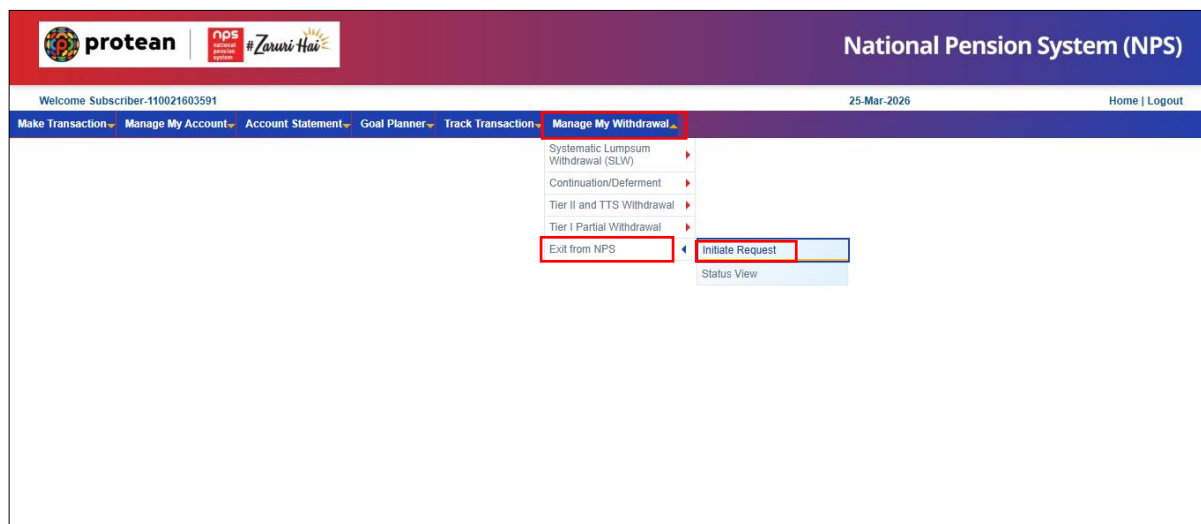 protean
nps
national
pension
system
#Zaruri Hai
National Pension System (NPS)
Welcome Subscriber-110021603591
25-Mar-2026
Home | Logout
Make Transaction
Manage My Account
Account Statement
Goal Planner
Track Transaction
Manage My Withdrawal
Systematic Lumpsum
Withdrawal (SLW)
Continuation/Deferment
Tier II and TTS Withdrawal
Tier I Partial Withdrawal
Exit from NPS
Initiate Request
Status View